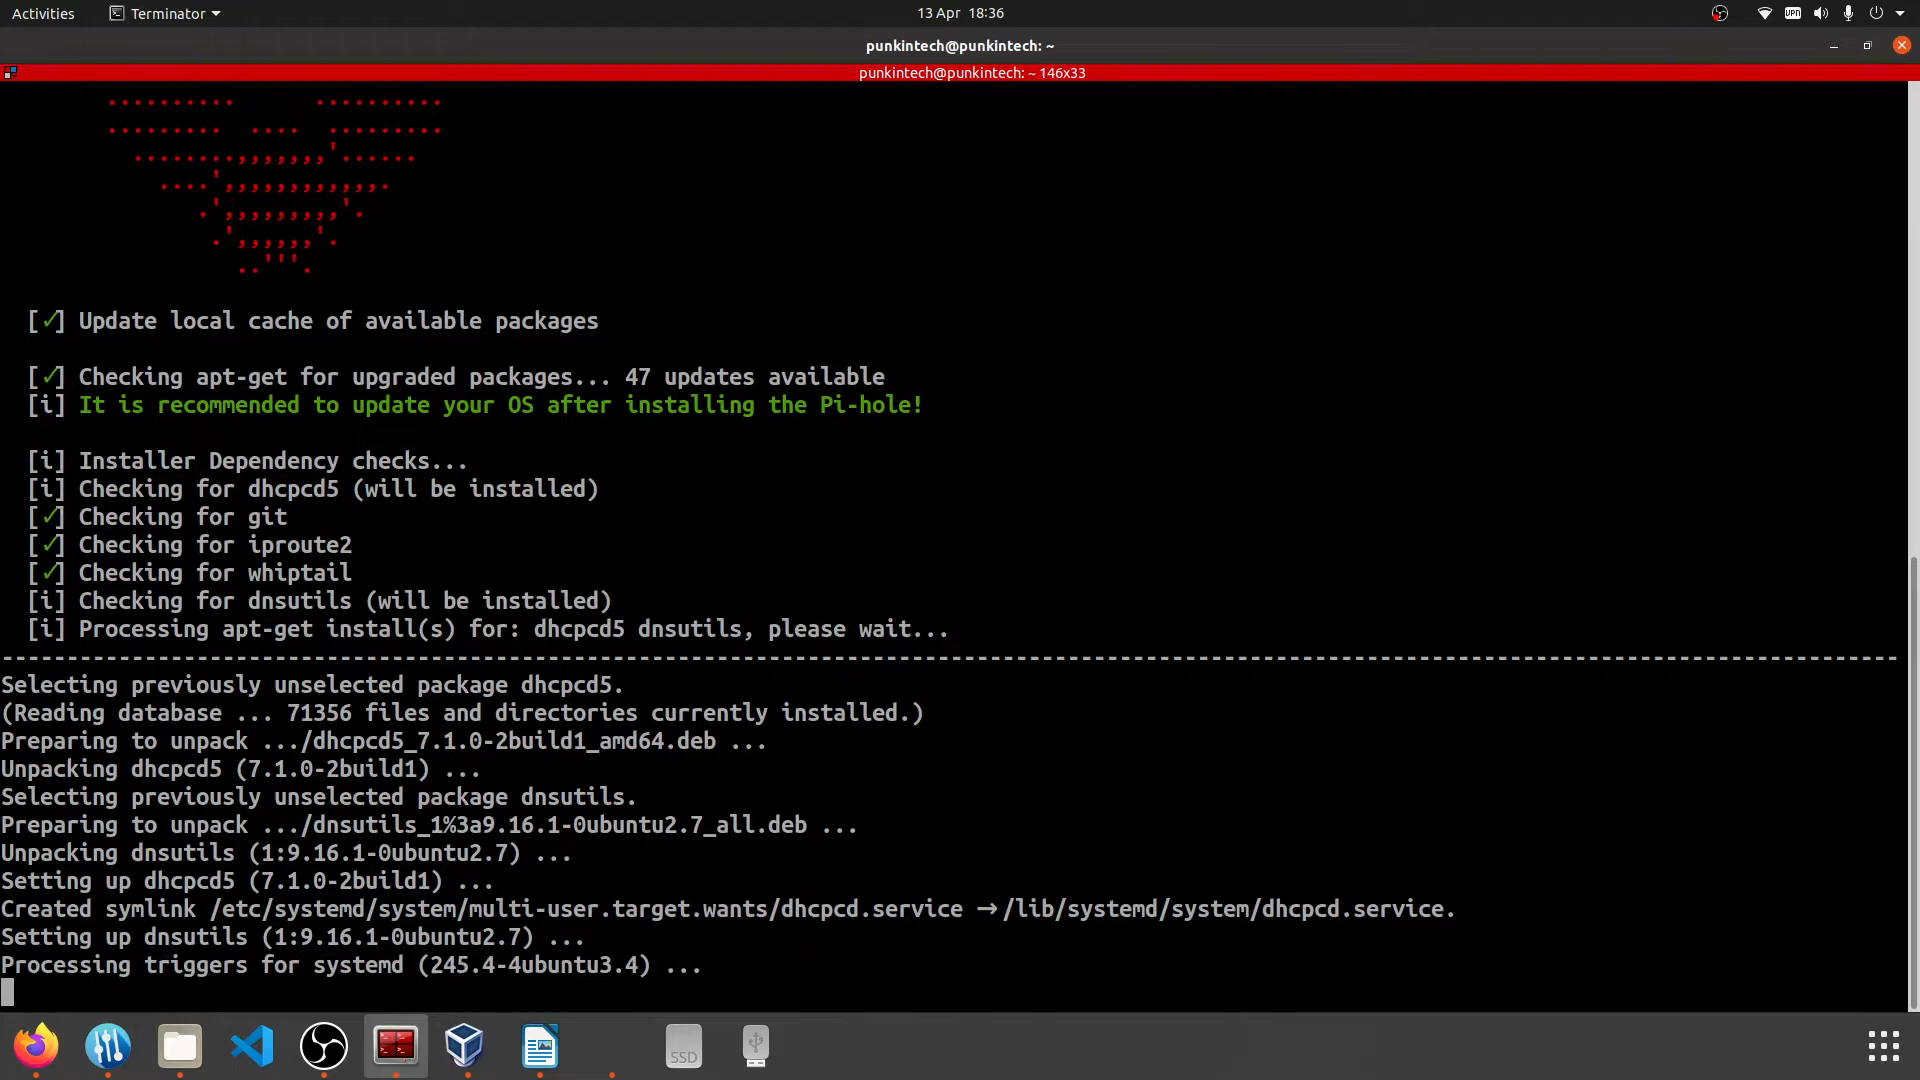 Activities
Terminator
13 Apr 18:36
VPN
punkintech@punkintech: ~
punkintech@punkintech: ~ 146x33
[✓] Update local cache of available packages
[✓] Checking apt-get for upgraded packages... 47 updates available
[i] It is recommended to update your OS after installing the Pi-hole!
[i] Installer Dependency checks...
[i] Checking for dhcpcd5 (will be installed)
[✓] Checking for git
[✓] Checking for iproute2
[✓] Checking for whiptail
[i] Checking for dnsutils (will be installed)
[i] Processing apt-get install(s) for: dhcpcd5 dnsutils, please wait...
Selecting previously unselected package dhcpcd5.
(Reading database ... 71356 files and directories currently installed.)
Preparing to unpack .../dhcpcd5_7.1.0-2build1_amd64.deb ...
Unpacking dhcpcd5 (7.1.0-2build1) ...
Selecting previously unselected package dnsutils.
Preparing to unpack .../dnsutils_1%3a9.16.1-0ubuntu2.7_all.deb ...
Unpacking dnsutils (1:9.16.1-0ubuntu2.7) ...
Setting up dhcpcd5 (7.1.0-2build1) ...
Created symlink /etc/systemd/system/multi-user.target.wants/dhcpcd.service → /lib/systemd/system/dhcpcd.service.
Setting up dnsutils (1:9.16.1-0ubuntu2.7) ...
Processing triggers for systemd (245.4-4ubuntu3.4) ...
SSD